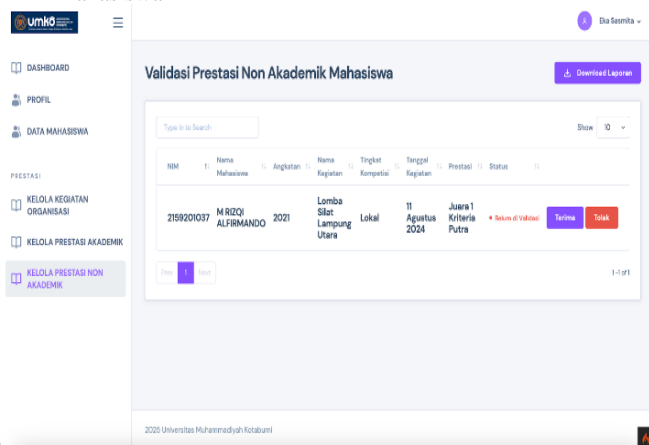 umkō
Eka Sasmita
DASHBOARD
PROFIL
DATA MAHASISWA
PRESTASI
KELOLA KEGIATAN
ORGANISASI
KELOLA PRESTASI AKADEMIK
KELOLA PRESTASI NON
AKADEMIK
Validasi Prestasi Non Akademik Mahasiswa
Download Laporan
Type in to Search
Show 10
NIM Nama Mahasiswa Angkatan Nama Kegiatan Tingkat Kompetisi Tanggal Kegiatan Prestasi Status
2159201037 M RIZQI ALFIRMANDO 2021 Lomba Silat Lampung Utara Lokal 11 Agustus 2024 Juara 1 Kriteria Putra Belum di Validasi Terima Tolak
Prev 1 Next
1-1 of 1
2025 Universitas Muhammadiyah Kotabumi